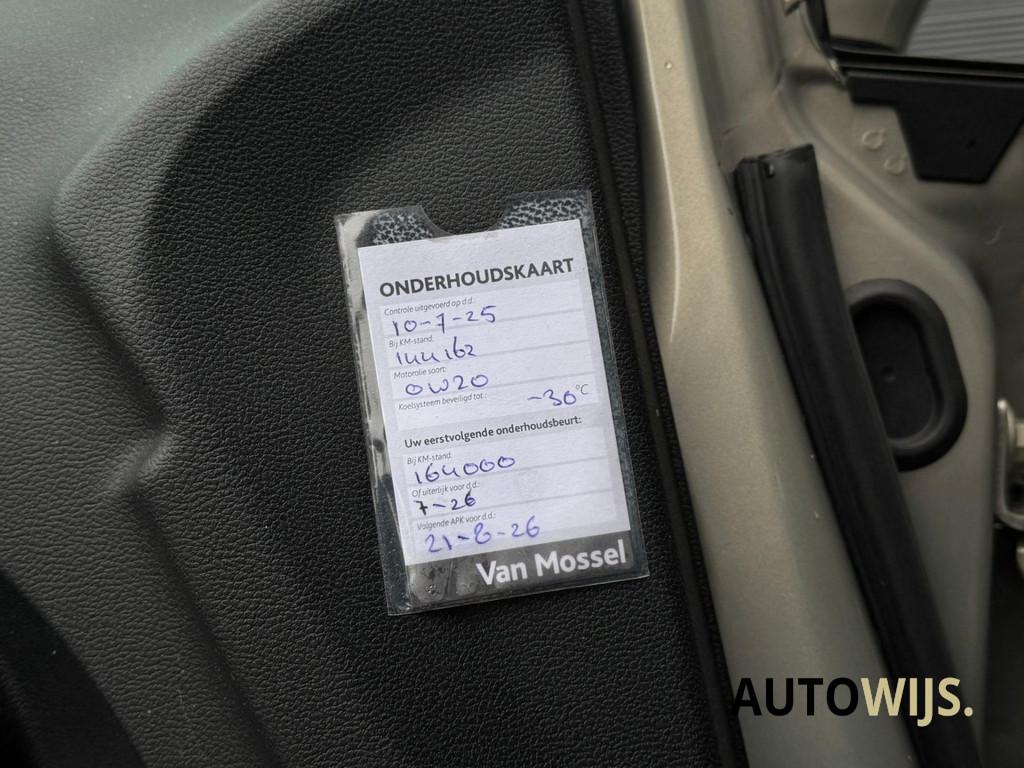 ONDERHOUDSKAART
Controle uitgevoerd op d.d.:
10-7-25
Bij KM-stand:
144162
Motorolie soort:
0W20
Koelsysteem beveiligd tot: -30°C
Uw eerstvolgende onderhoudsbeurt:
Bij KM-stand:
164000
Of uiterlijk voor d.d.:
7-26
Volgende APK voor d.d.:
21-8-26
Van Mossel
AUTOWIJS.